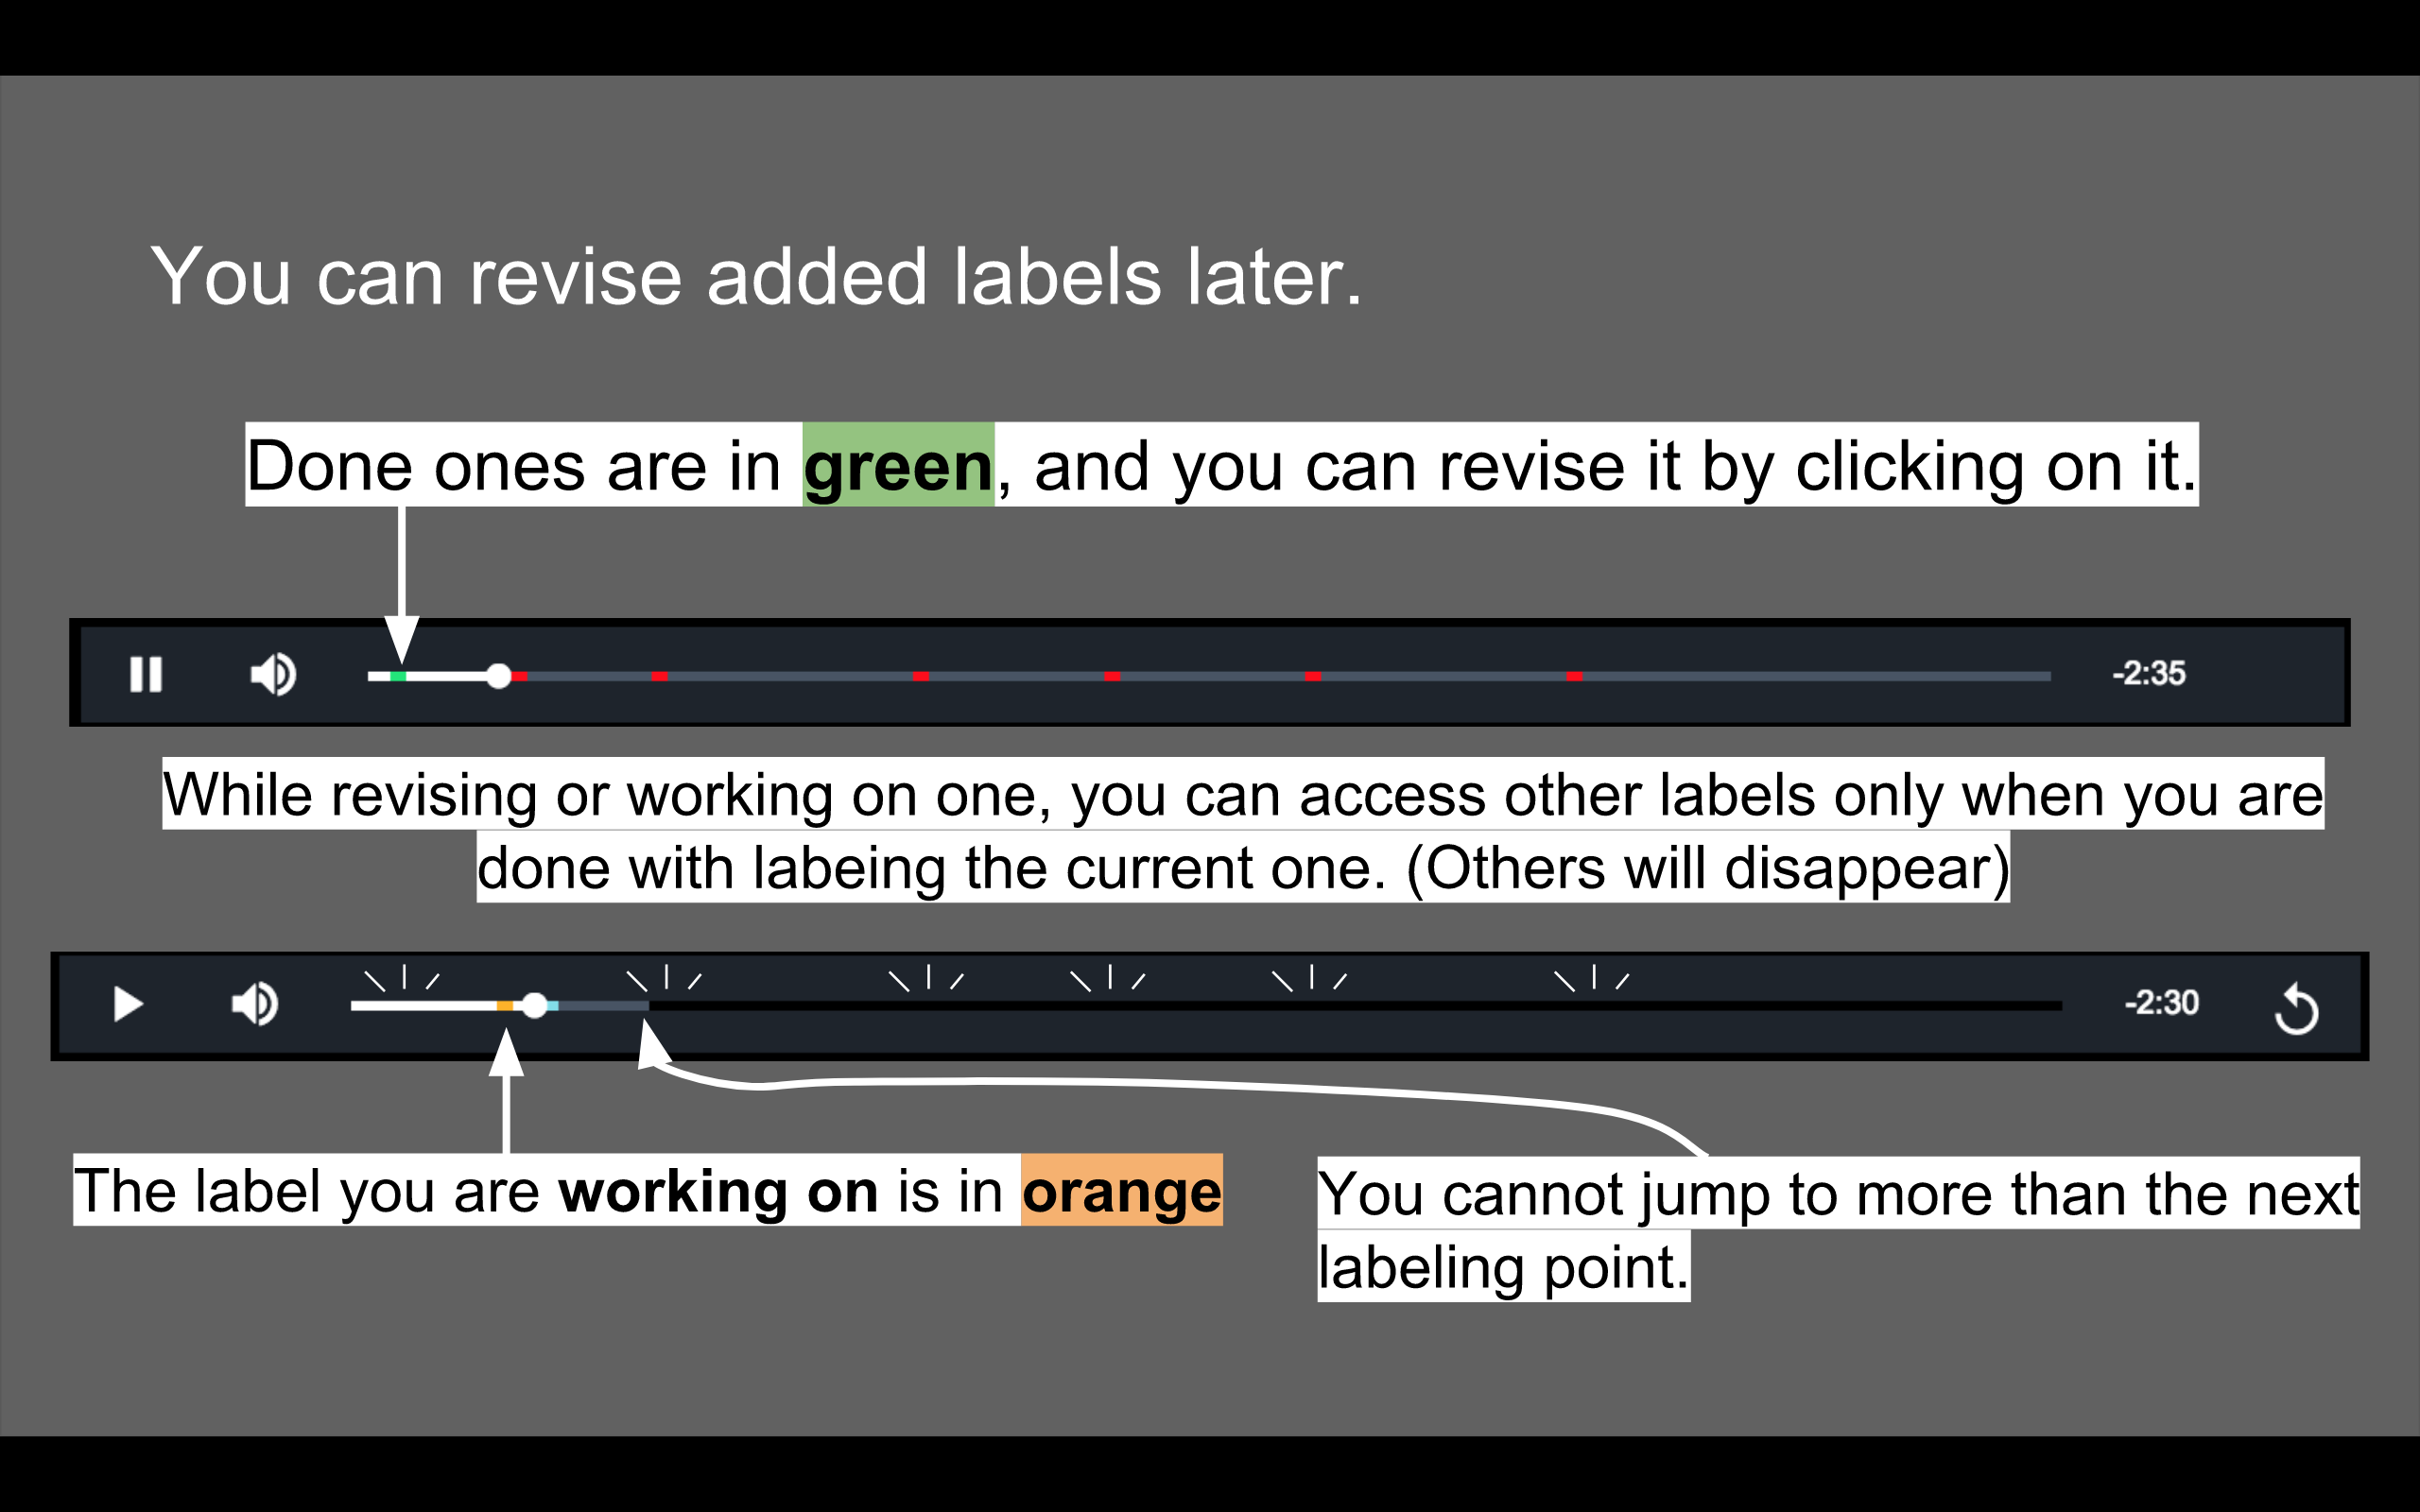 You can revise added labels later.
Done ones are in green, and you can revise it by clicking on it.
-2:35
While revising or working on one, you can access other labels only when you are
done with labeing the current one. (Others will disappear)
-2:30
The label you are working on is in orange
You cannot jump to more than the next
labeling point.